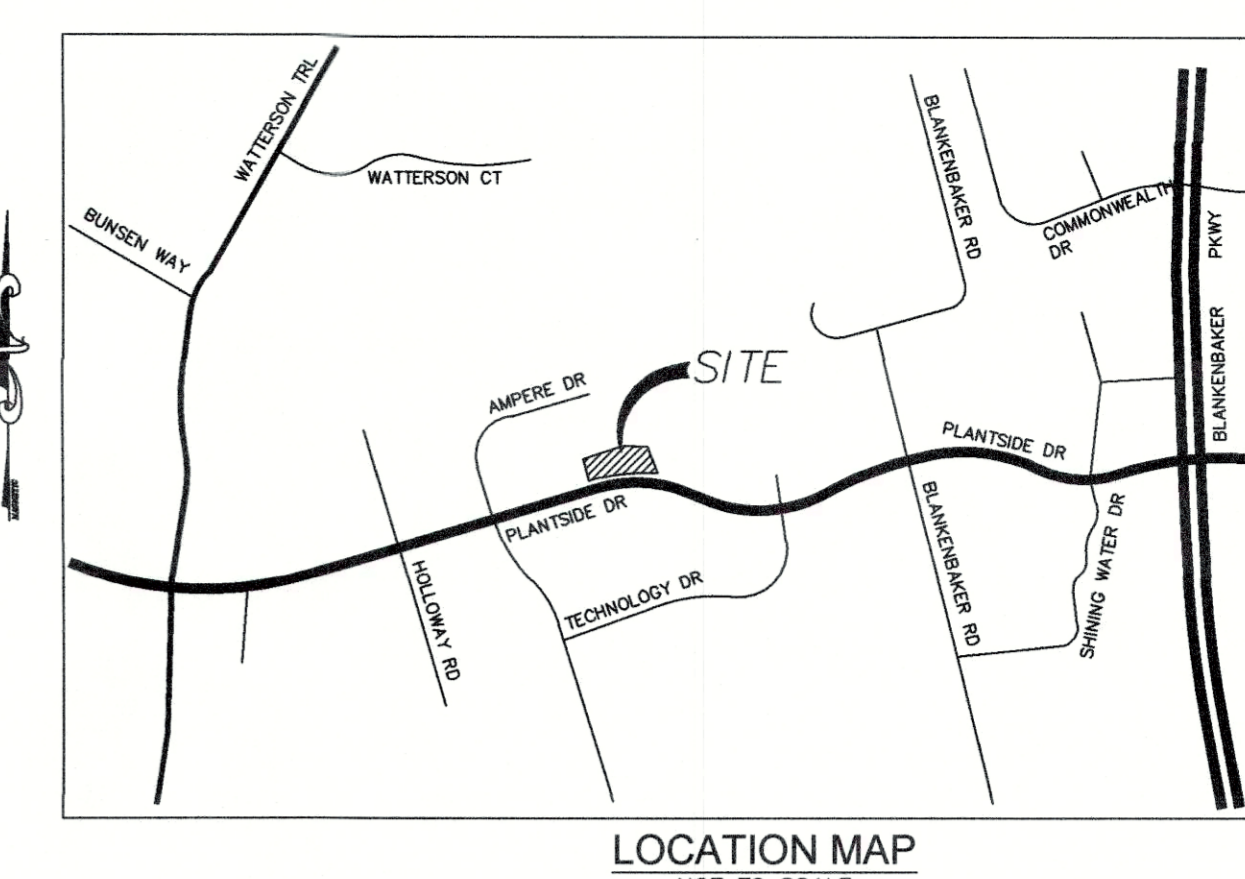 WATTERSON TRL
WATTERSON CT
BUNSEN WAY
BLANKENBAKER RD
COMMONWEALTH
DR
PKWY
BLANKENBAKER
SITE
AMPERE DR
PLANTSIDE DR
PLANTSIDE DR
HOLLOWAY RD
TECHNOLOGY DR
BLANKENBAKER RD
SHINING WATER DR
LOCATION MAP